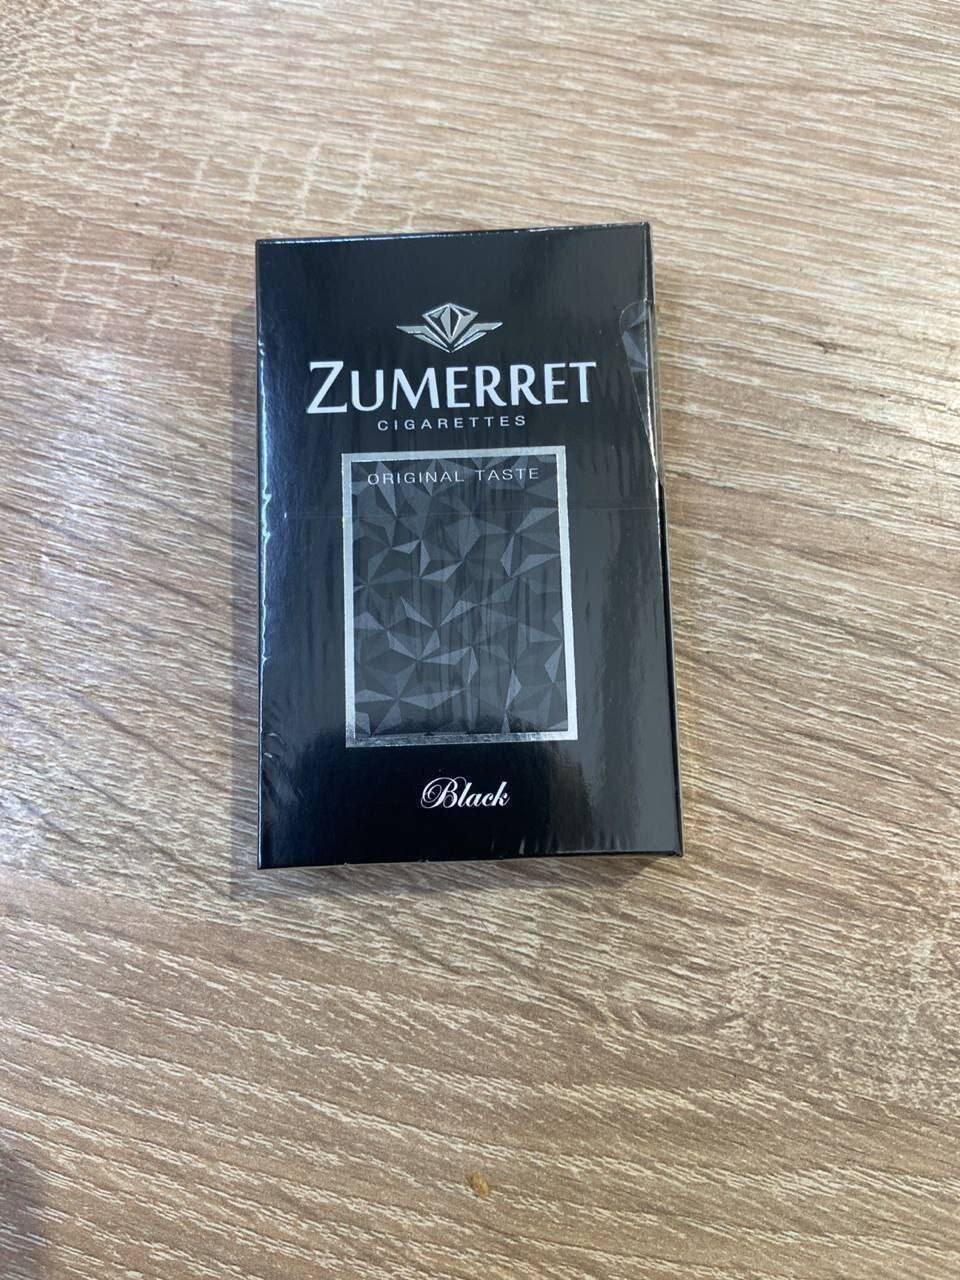 ZUMERRET
CIGARETTES
ORIGINAL TASTE
Black